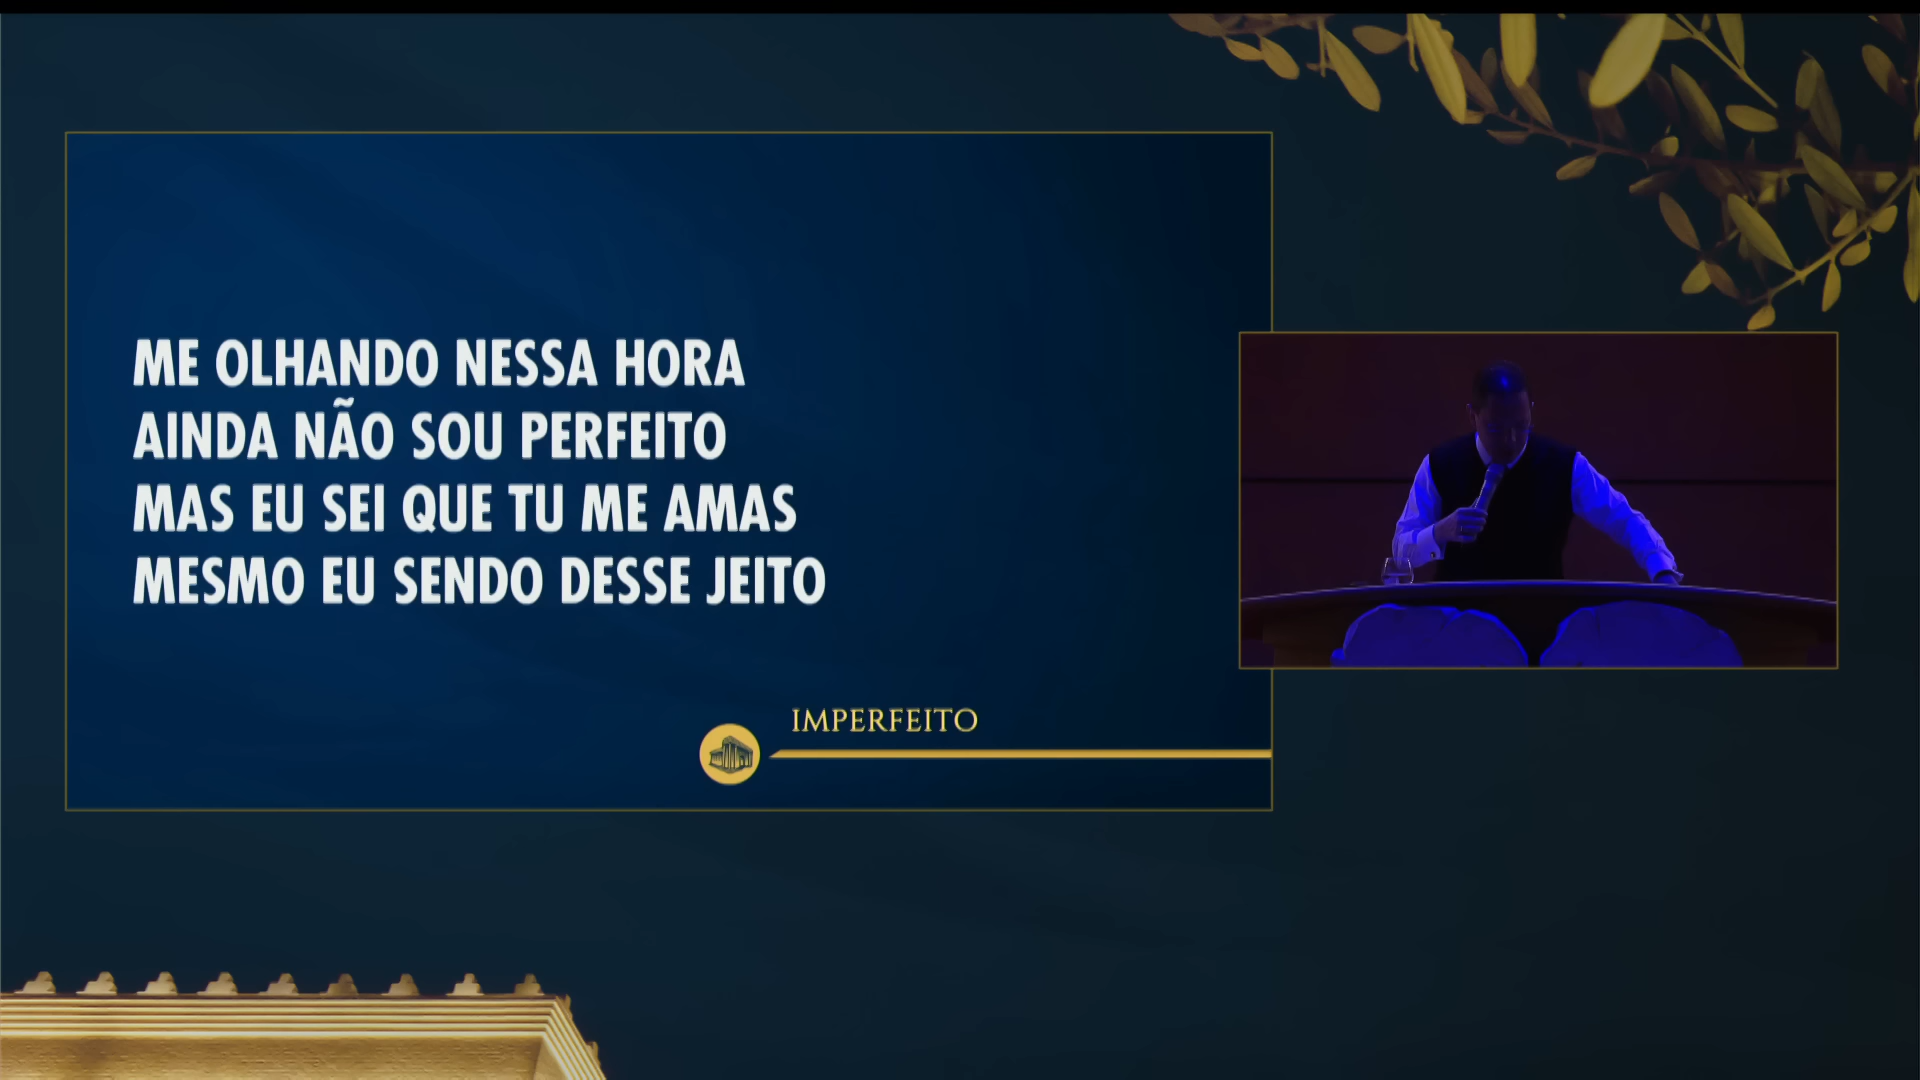 ME OLHANDO NESSA HORA
AINDA NÃO SOU PERFEITO
MAS EU SEI QUE TU ME AMAS
MESMO EU SENDO DESSE JEITO
IMPERFEITO